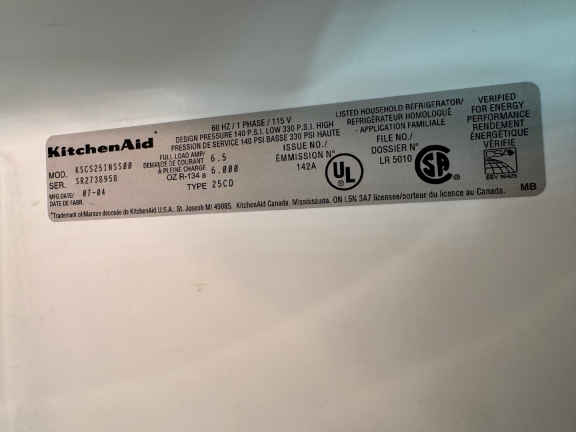 KitchenAid®
60 HZ / 1 PHASE / 115 V
DESIGN PRESSURE 140 P.S.I. LOW 330 P.S.I. HIGH
PRESSION DE SERVICE 140 PSI BASSE 330 PSI HAUTE
LISTED HOUSEHOLD REFRIGERATOR/
RÉFRIGÉRATEUR HOMOLOGUÉ
- APPLICATION FAMILIALE
VERIFIED
FOR ENERGY
PERFORMANCE
RENDEMENT
ÉNERGÉTIQUE
VÉRIFIÉ
MOD. KSCS25INSS00
SER. SR2738958
MFG.DATE/ 07-04
DATE DE FABR.
FULL LOAD AMP/
DEMANDE DE COURANT 6.5
À PLEINE CHARGE 6.000
OZ R-134 a
TYPE 25CD
ISSUE NO./
ÉMMISSION N°
142A
UL
FILE NO./
DOSSIER N°
LR 5010
SA
®
MB
*Trademark of/Marque déposée de KitchenAid U.S.A., St. Joseph MI 49085. KitchenAid Canada, Mississauga, ON L5N 3A7 licensee/porteur du licence au Canada.